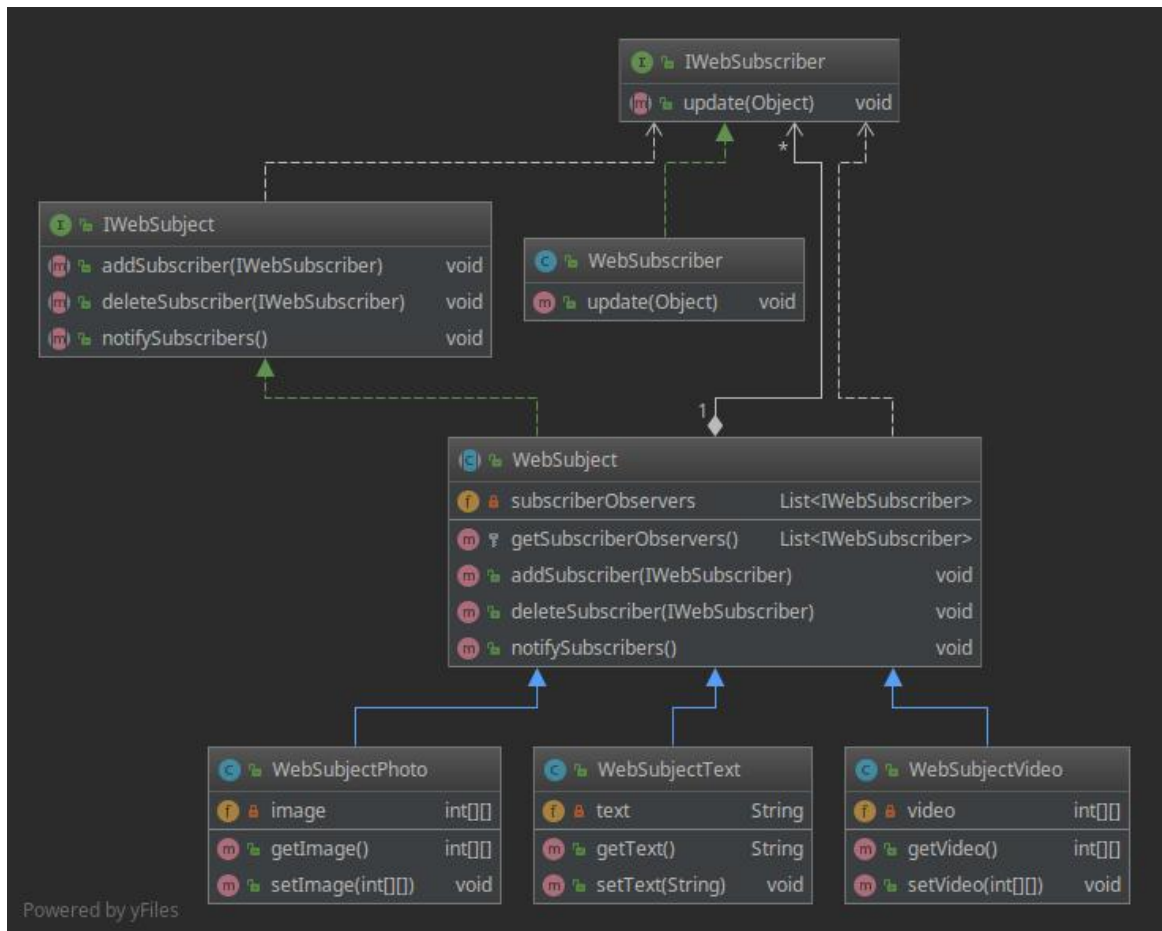 IWebSubscriber
update(Object) void
*
IWebSubject
addSubscriber(IWebSubscriber) void
deleteSubscriber(IWebSubscriber) void
notifySubscribers() void
WebSubscriber
update(Object) void
1
WebSubject
subscriberObservers List<IWebSubscriber>
getSubscriberObservers() List<IWebSubscriber>
addSubscriber(IWebSubscriber) void
deleteSubscriber(IWebSubscriber) void
notifySubscribers() void
WebSubjectPhoto
image int[][]
getImage() int[][]
setImage(int[][]) void
WebSubjectText
text String
getText() String
setText(String) void
WebSubjectVideo
video int[][]
getVideo() int[][]
setVideo(int[][]) void
Powered by yFiles